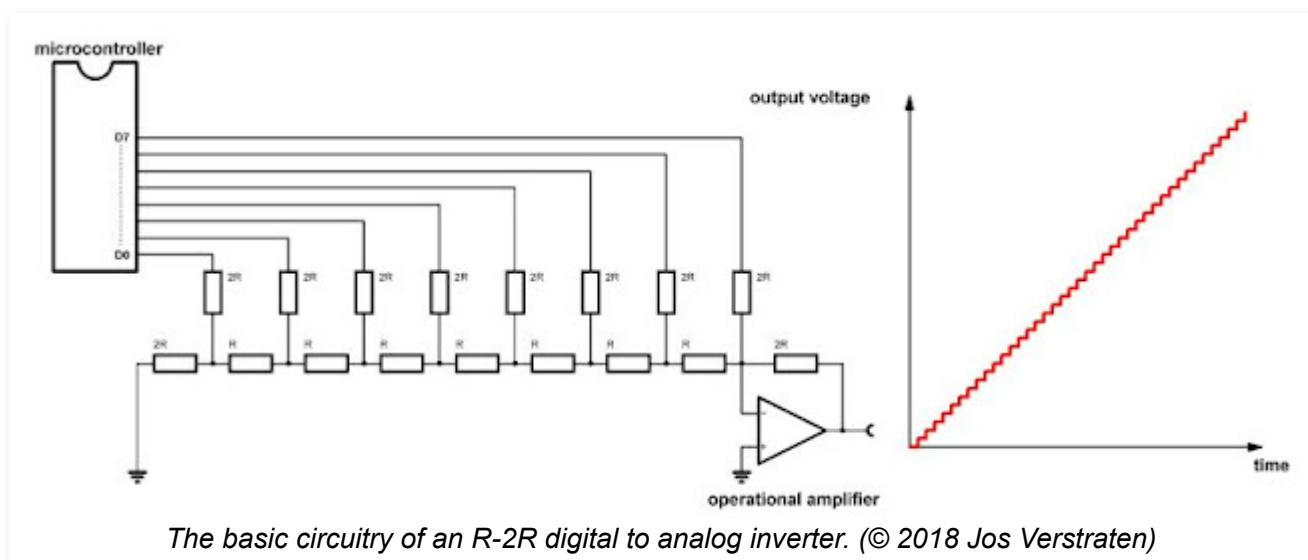 microcontroller
output voltage
D7
D0
2R 2R 2R 2R 2R 2R 2R 2R
2R R R R R R R R 2R
-
+
time
operational amplifier
The basic circuitry of an R-2R digital to analog inverter. (© 2018 Jos Verstraten)